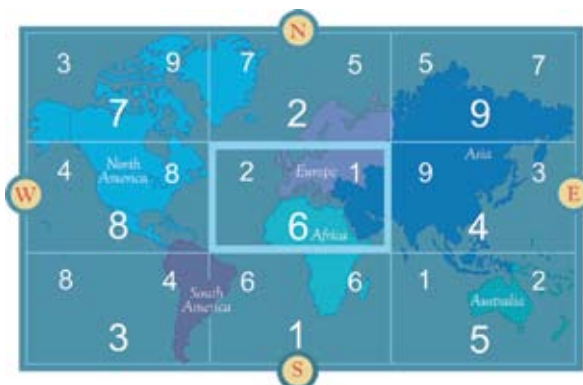 N
3 9 7 5 5 7
7 2 9
W
4 North America 8 2 Europe 1 9 Asia 3
E
8 6 Africa 4
8 4 6 6 1 2
South America
Australia
3 1 5
S